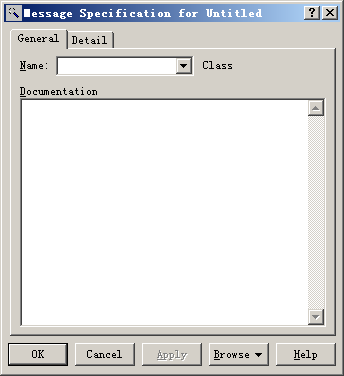 Message Specification for Untitled
General Detail
Name: Class
Documentation
OK Cancel Apply Browse Help